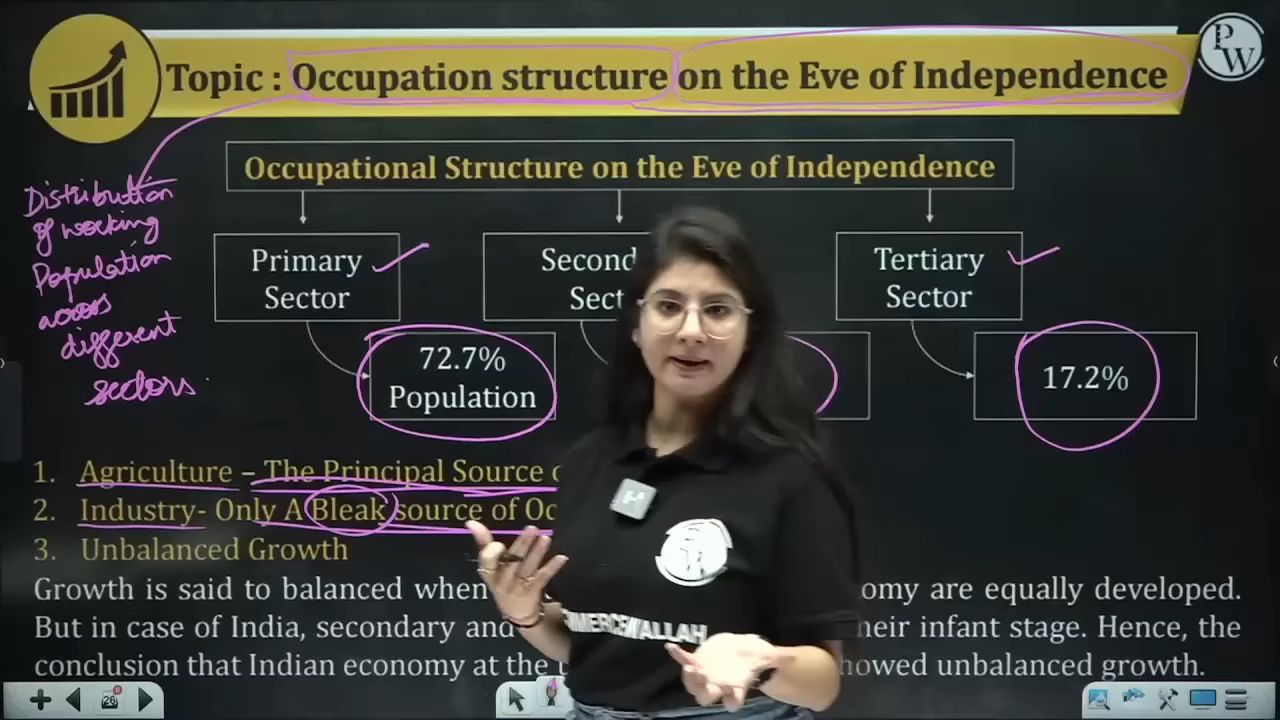 Topic : Occupation structure on the Eve of Independence
PW
Occupational Structure on the Eve of Independence
Distribution
of working
Population
across
different
sectors
Primary
Sector
Second
Sect
Tertiary
Sector
72.7%
Population
17.2%
1. Agriculture – The Principal Source
2. Industry- Only A Bleak source of Oc
3. Unbalanced Growth
Growth is said to balanced when omy are equally developed.
But in case of India, secondary and heir infant stage. Hence, the
conclusion that Indian economy at the howed unbalanced growth.
26